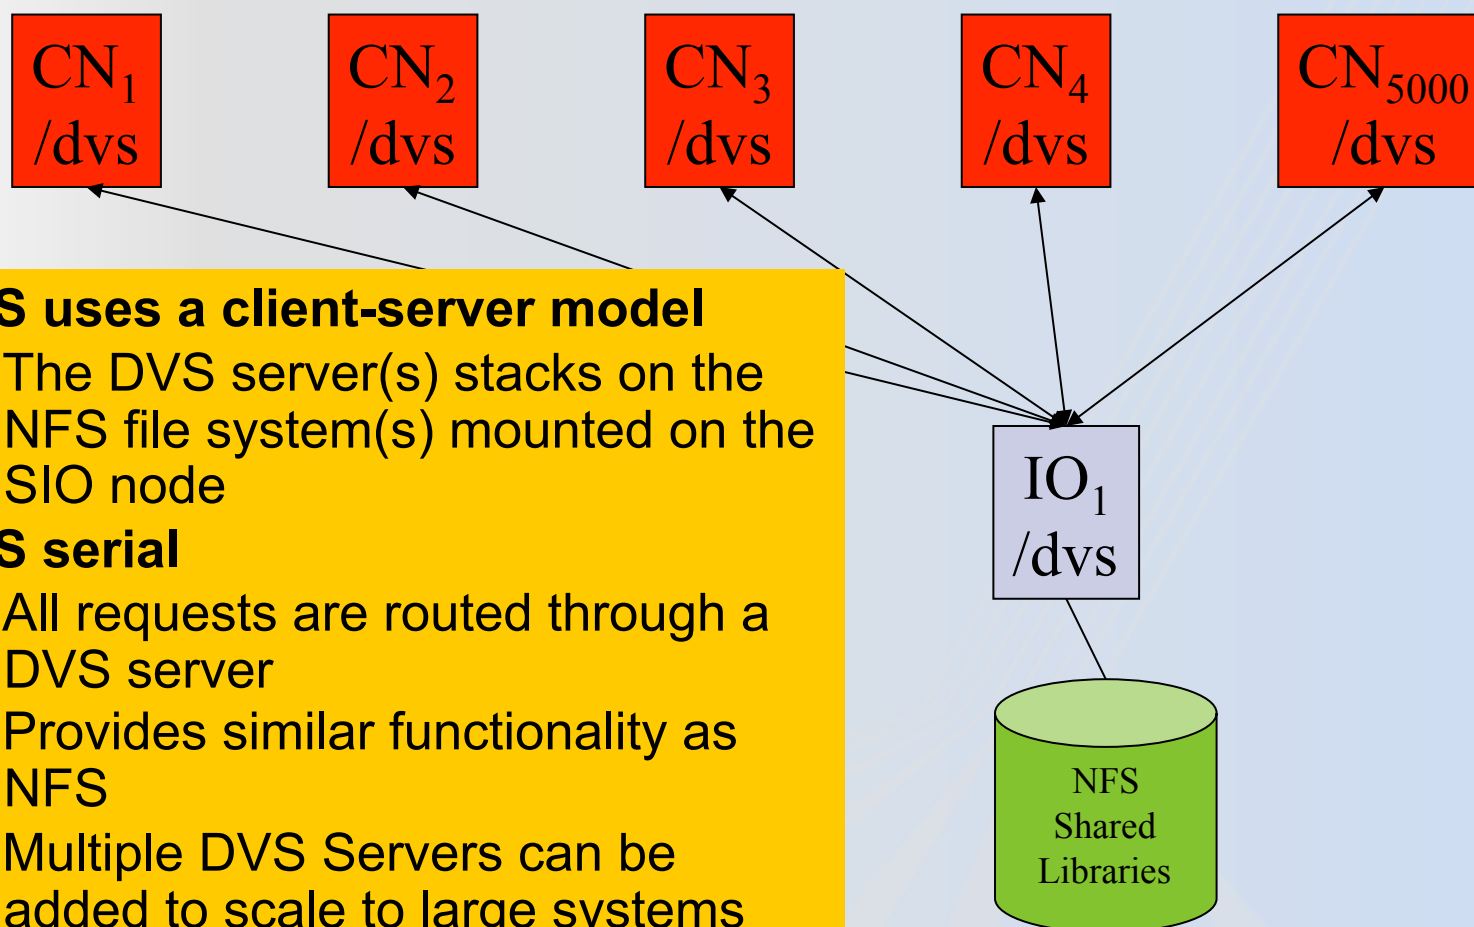 CN1
/dvs
CN2
/dvs
CN3
/dvs
CN4
/dvs
CN5000
/dvs
S uses a client-server model
The DVS server(s) stacks on the
NFS file system(s) mounted on the
SIO node
S serial
All requests are routed through a
DVS server
Provides similar functionality as
NFS
Multiple DVS Servers can be
added to scale to large systems
IO1
/dvs
NFS
Shared
Libraries